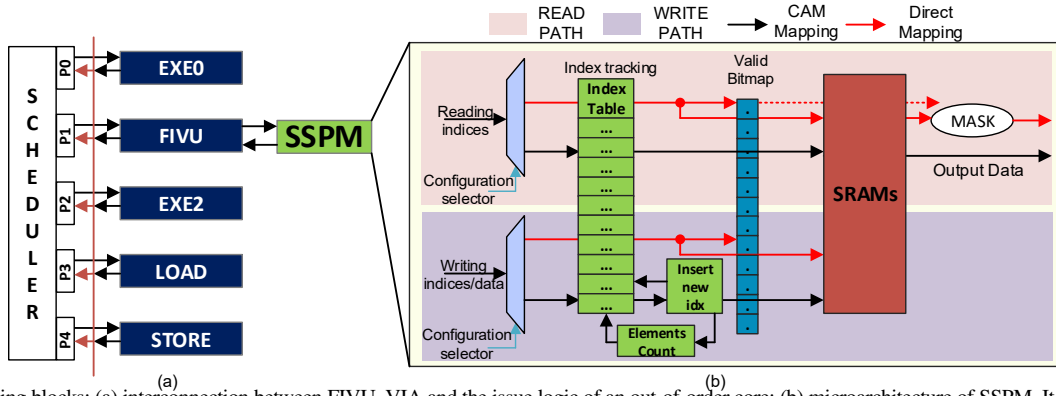 READ PATH
WRITE PATH
CAM Mapping
Direct Mapping
SCHEDULER
P0
P1
P2
P3
P4
EXE0
FIVU
EXE2
LOAD
STORE
SSPM
(a)
Index tracking
Valid Bitmap
Index Table
...
...
...
...
...
...
...
...
...
...
Reading indices
Configuration selector
Writing indices/data
Configuration selector
Insert new idx
Elements Count
SRAMs
MASK
Output Data
(b)
ing blocks: (a) interconnection between FIVU, VIA and the issue logic of an out-of-order core; (b) microarchitecture of SSPM. It